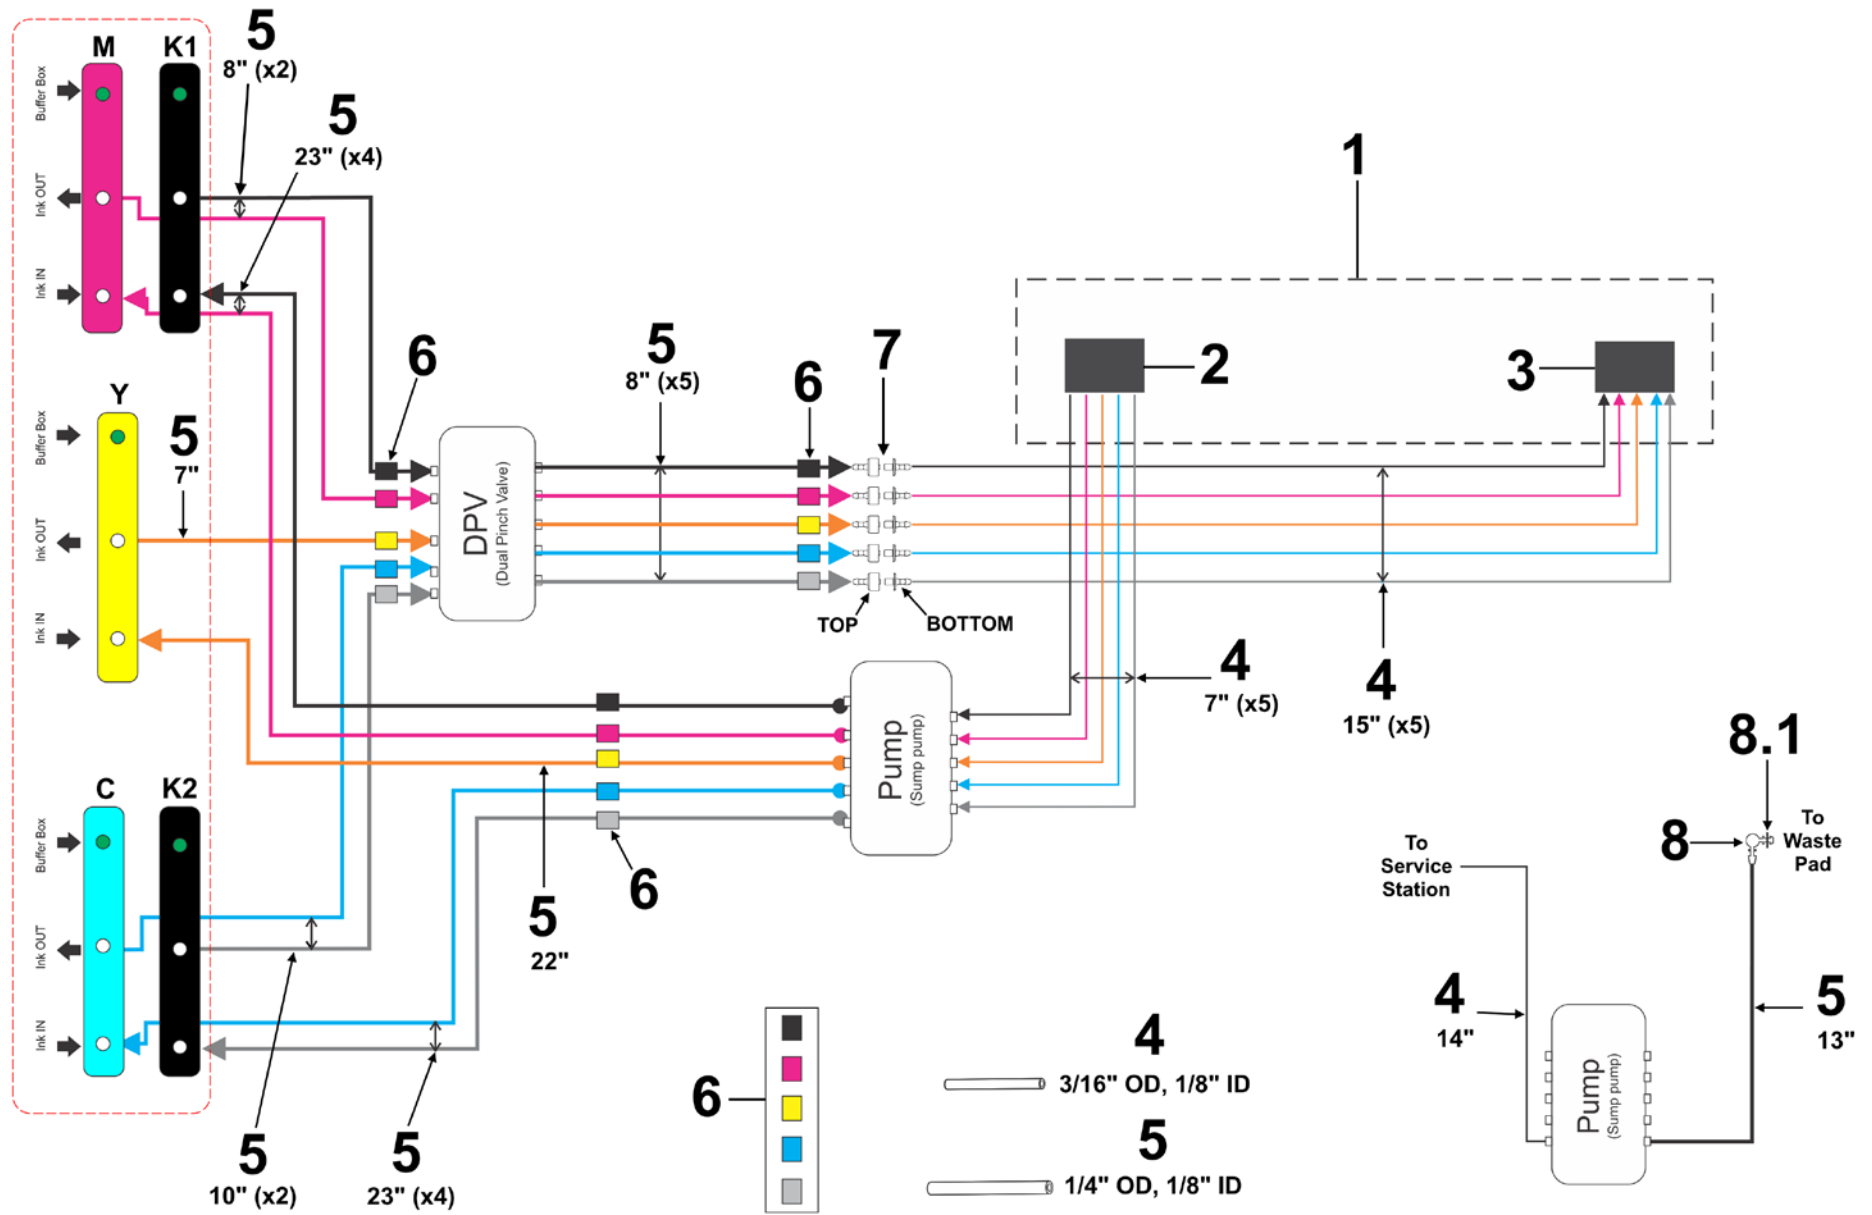 M
K1
5
8" (x2)
5
23" (x4)
Buffer Box
Ink OUT
Ink IN
1
6
5
8" (x5)
6
7
2
3
Y
Buffer Box
Ink OUT
Ink IN
5
7"
DPV
(Dual Pinch Valve)
TOP
BOTTOM
4
7" (x5)
4
15" (x5)
Pump
(Sump pump)
6
5
22"
C
K2
Buffer Box
Ink OUT
Ink IN
5
10" (x2)
5
23" (x4)
6
4
3/16" OD, 1/8" ID
5
1/4" OD, 1/8" ID
8.1
8
To
Waste
Pad
To
Service
Station
4
14"
5
13"
Pump
(Sump pump)